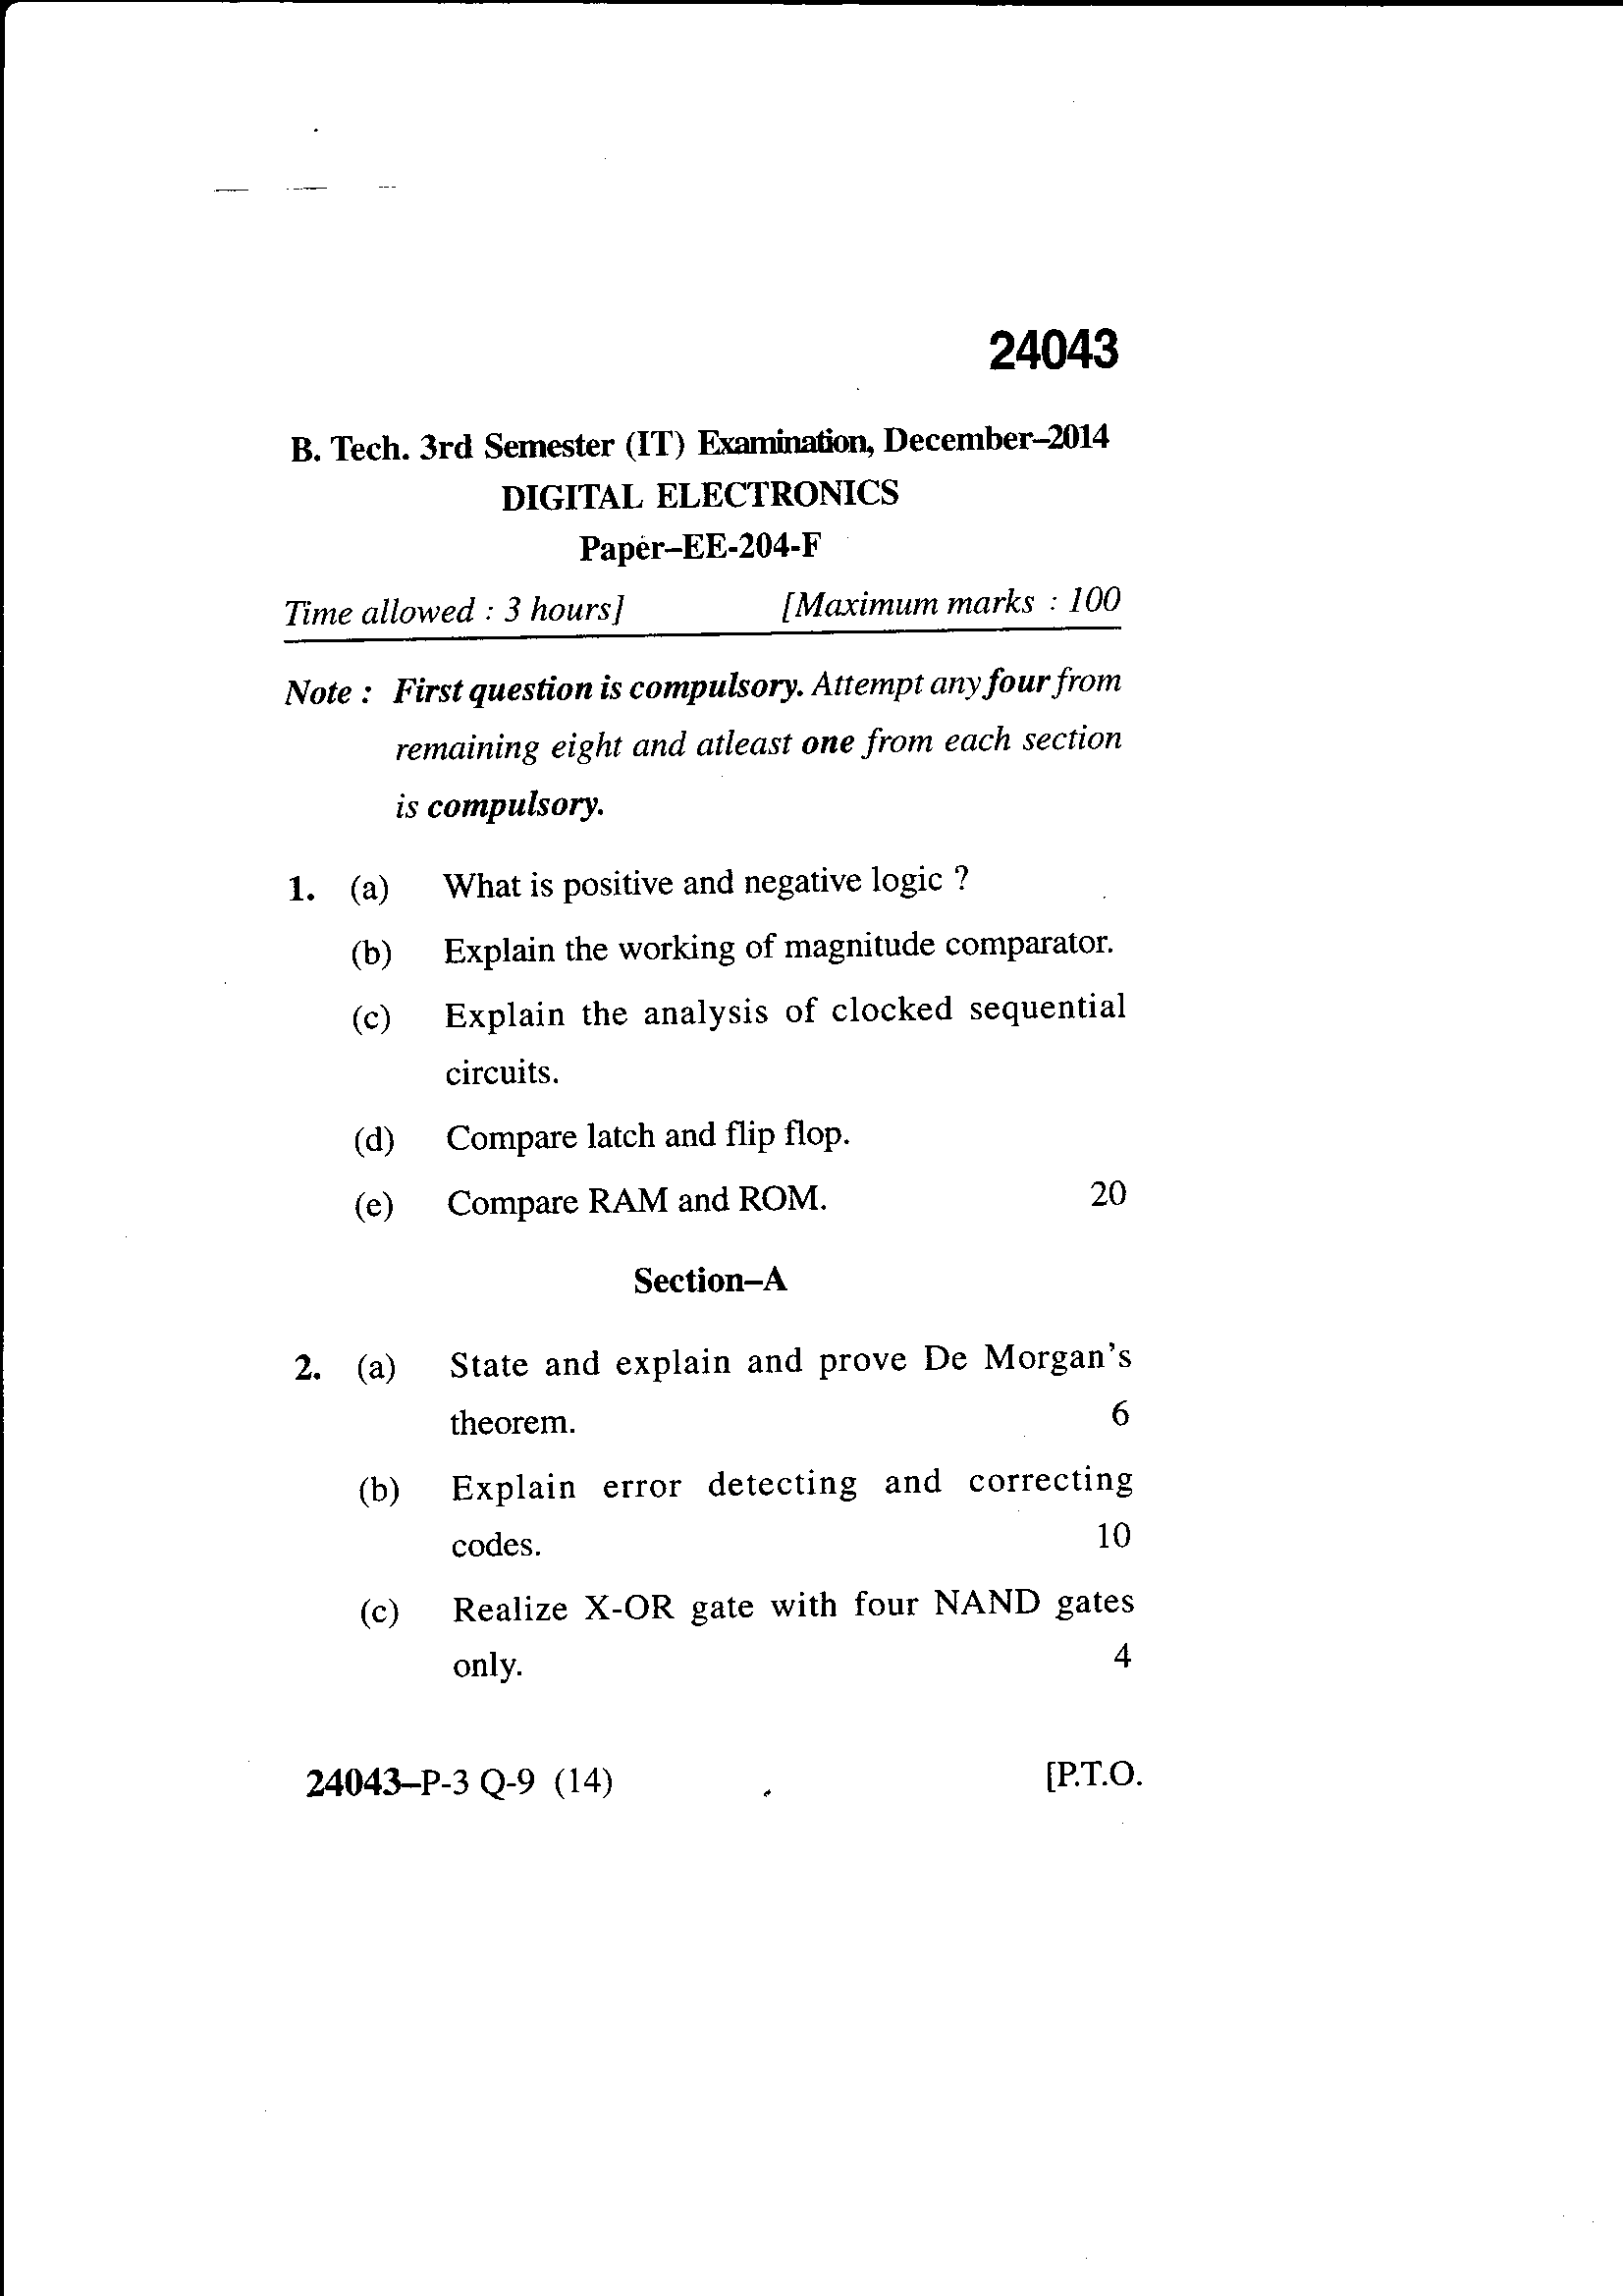 24043
B. Tech. 3rd Semester (IT) Examination, December–2014
DIGITAL ELECTRONICS
Paper–EE-204-F
Time allowed : 3 hours] [Maximum marks : 100
Note : First question is compulsory. Attempt any four from
remaining eight and atleast one from each section
is compulsory.
1. (a) What is positive and negative logic ?
(b) Explain the working of magnitude comparator.
(c) Explain the analysis of clocked sequential
circuits.
(d) Compare latch and flip flop.
(e) Compare RAM and ROM. 20
Section–A
2. (a) State and explain and prove De Morgan's
theorem. 6
(b) Explain error detecting and correcting
codes. 10
(c) Realize X-OR gate with four NAND gates
only. 4
24043–P-3 Q-9 (14) [P.T.O.